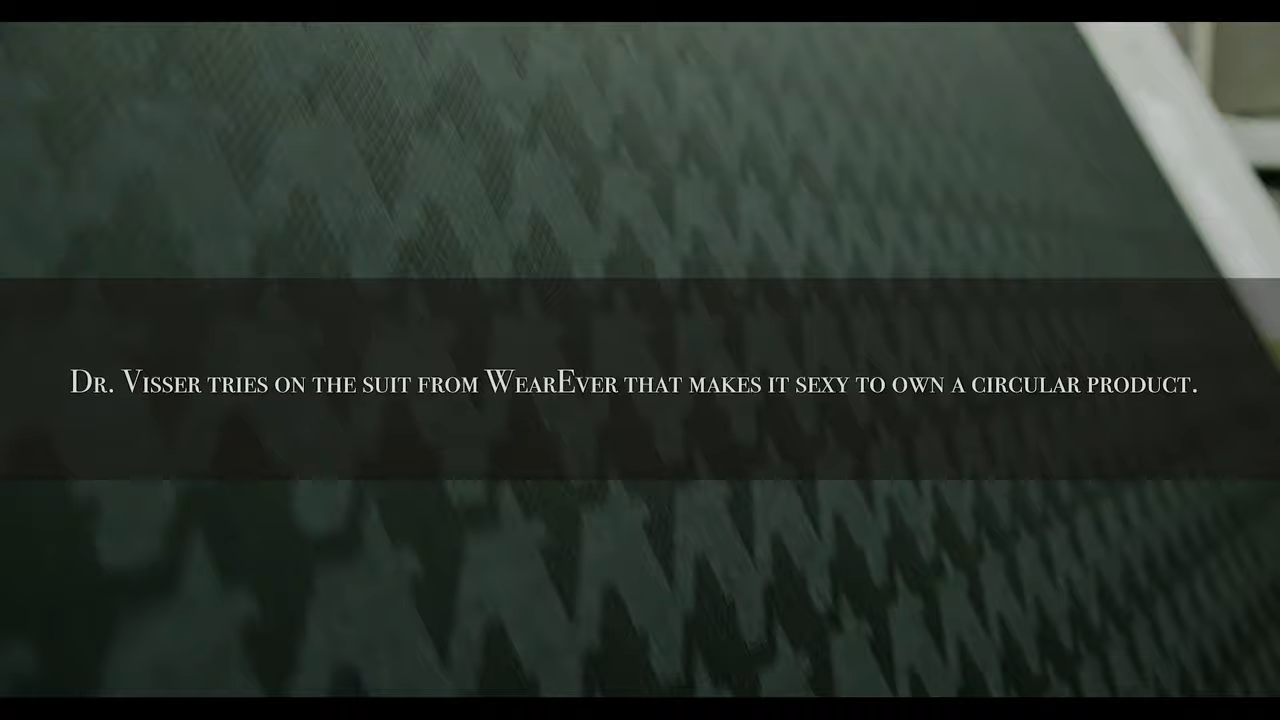 Dr. Visser tries on the suit from WearEver that makes it sexy to own a circular product.